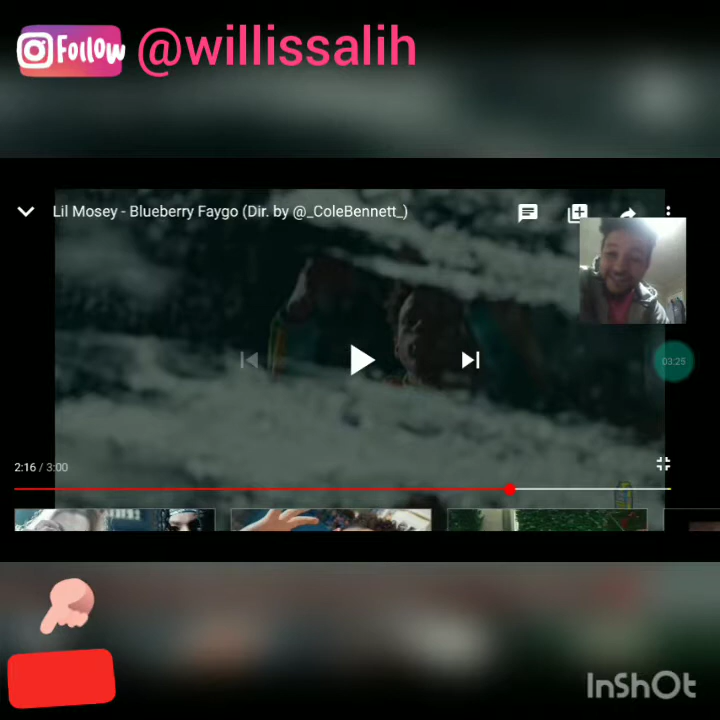 Follow @willissalih
Lil Mosey - Blueberry Faygo (Dir. by @_ColeBennett_)
03:25
2:16 / 3:00
InShOt